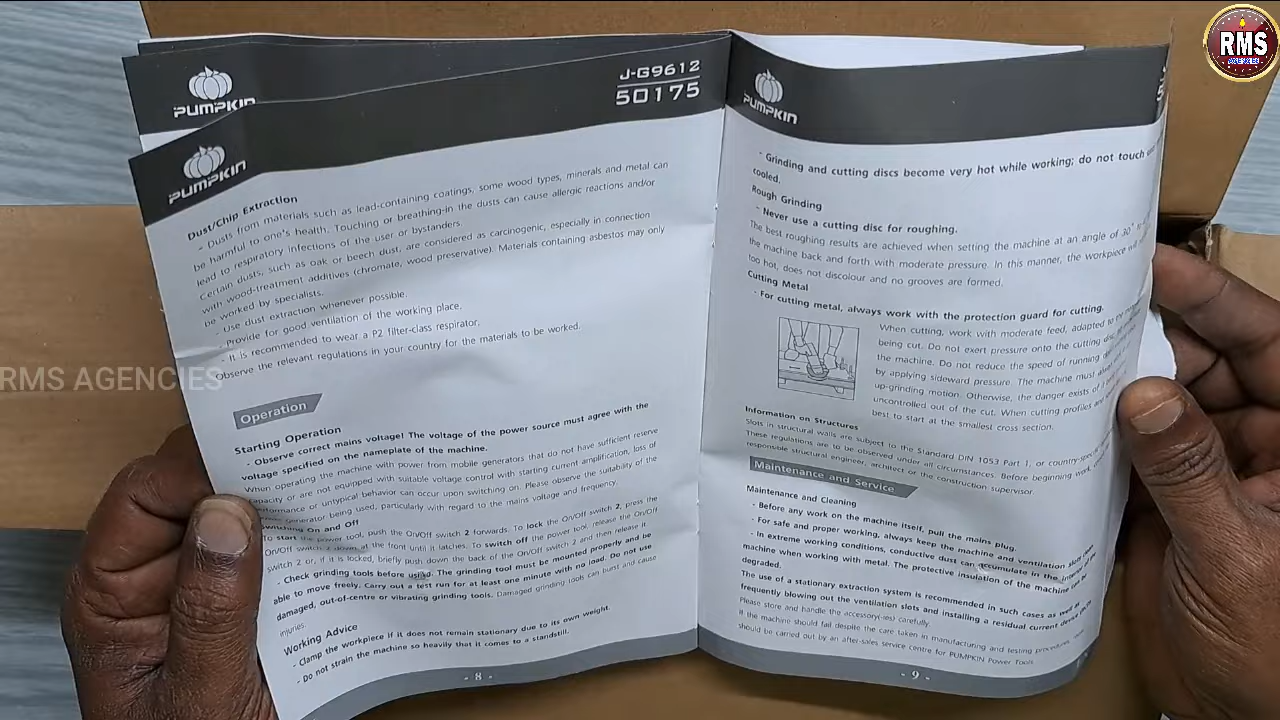 RMS
AGENCIES
RMS AGENCIES
PUMPKIN
PUMPKIN
J-G9612
50175
Dust/Chip Extraction
- Dusts from materials such as lead-containing coatings, some wood types, minerals and metal can
be harmful to one's health. Touching or breathing-in the dusts can cause allergic reactions and/or
lead to respiratory infections of the user or bystanders.
Certain dusts, such as oak or beech dust, are considered as carcinogenic, especially in connection
with wood-treatment additives (chromate, wood preservative). Materials containing asbestos may only
be worked by specialists.
- Use dust extraction whenever possible.
- Provide for good ventilation of the working place.
- It is recommended to wear a P2 filter-class respirator.
Observe the relevant regulations in your country for the materials to be worked.
Operation
Starting Operation
- Observe correct mains voltage! The voltage of the power source must agree with the
voltage specified on the nameplate of the machine.
When operating the machine with power from mobile generators that do not have sufficient reserve
capacity or are not equipped with suitable voltage control with starting current amplification, loss of
performance or untypical behavior can occur upon switching on. Please observe the suitability of the
generator being used, particularly with regard to the mains voltage and frequency.
Switching On and Off
To start the power tool, push the On/Off switch 2 forwards. To lock the On/Off switch 2, press the
On/Off switch 2 down at the front until it latches. To switch off the power tool, release the On/Off
switch 2 or, if it is locked, briefly push down the back of the On/Off switch 2 and then release it
- Check grinding tools before using. The grinding tool must be mounted properly and be
able to move freely. Carry out a test run for at least one minute with no load. Do not use
damaged, out-of-centre or vibrating grinding tools. Damaged grinding tools can burst and cause
injuries.
Working Advice
- Clamp the workpiece if it does not remain stationary due to its own weight.
- Do not strain the machine so heavily that it comes to a standstill.
- 8 -
PUMPKIN
- Grinding and cutting discs become very hot while working; do not touch
cooled.
Rough Grinding
- Never use a cutting disc for roughing.
The best roughing results are achieved when setting the machine at an angle of 30°
the machine back and forth with moderate pressure. In this manner, the workpiece will
too hot, does not discolour and no grooves are formed.
Cutting Metal
- For cutting metal, always work with the protection guard for cutting.
When cutting, work with moderate feed, adapted to the
being cut. Do not exert pressure onto the cutting disc,
the machine. Do not reduce the speed of running down
by applying sideward pressure. The machine must
up-grinding motion. Otherwise, the danger exists of
uncontrolled out of the cut. When cutting profiles and
best to start at the smallest cross section.
Information on Structures
Slots in structural walls are subject to the Standard DIN 1053 Part 1, or country-specific
These regulations are to be observed under all circumstances. Before beginning work,
responsible structural engineer, architect or the construction supervisor.
Maintenance and Service
Maintenance and Cleaning
- Before any work on the machine itself, pull the mains plug.
- For safe and proper working, always keep the machine and ventilation slots
- In extreme working conditions, conductive dust can accumulate in the interior of the
machine when working with metal. The protective insulation of the machine can be
degraded.
The use of a stationary extraction system is recommended in such cases as well as
frequently blowing out the ventilation slots and installing a residual current device
Please store and handle the accessory(-ies) carefully.
If the machine should fail despite the care taken in manufacturing and testing procedures,
should be carried out by an after-sales service centre for PUMPKIN Power Tools.
- 9 -